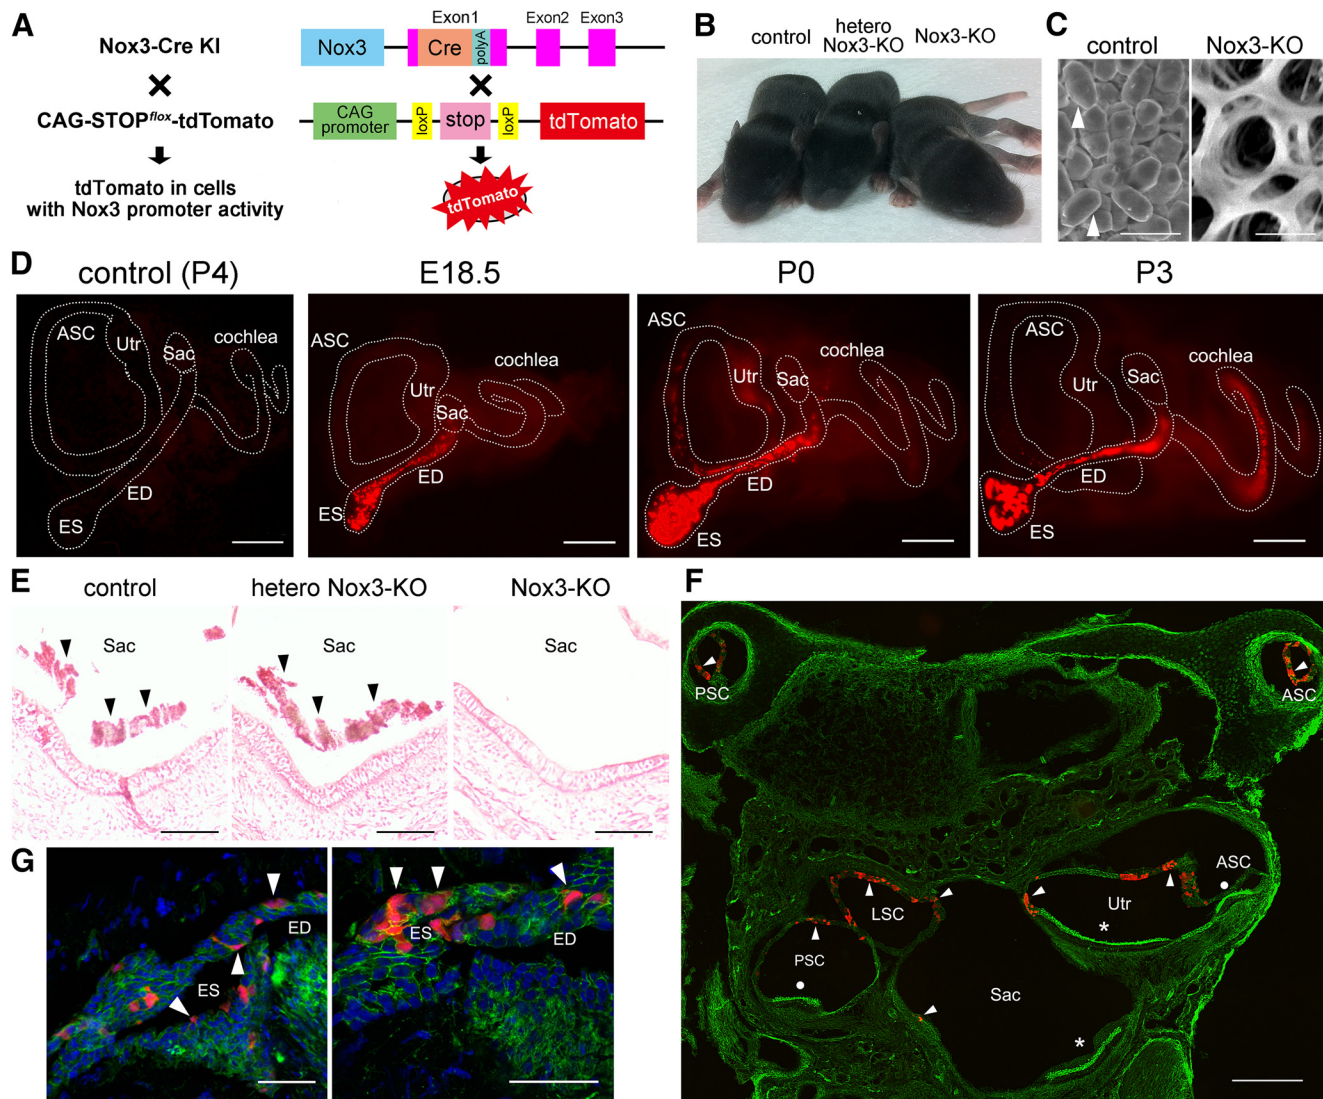 A
Nox3-Cre KI
CAG-STOPflox-tdTomato
tdTomato in cells
with Nox3 promoter activity
Exon1
Exon2
Exon3
Nox3
Cre
polyA
CAG
promoter
loxP
stop
loxP
tdTomato
tdTomato
B
control
hetero
Nox3-KO
Nox3-KO
C
control
Nox3-KO
D
control (P4)
E18.5
P0
P3
ASC
Utr
Sac
cochlea
ED
ES
ASC
Utr
Sac
cochlea
ED
ES
ASC
Utr
Sac
cochlea
ED
ES
ASC
Utr
Sac
cochlea
ED
ES
E
control
hetero Nox3-KO
Nox3-KO
Sac
Sac
Sac
F
PSC
ASC
LSC
PSC
Sac
Utr
ASC
*
*
G
ED
ES
ES
ED